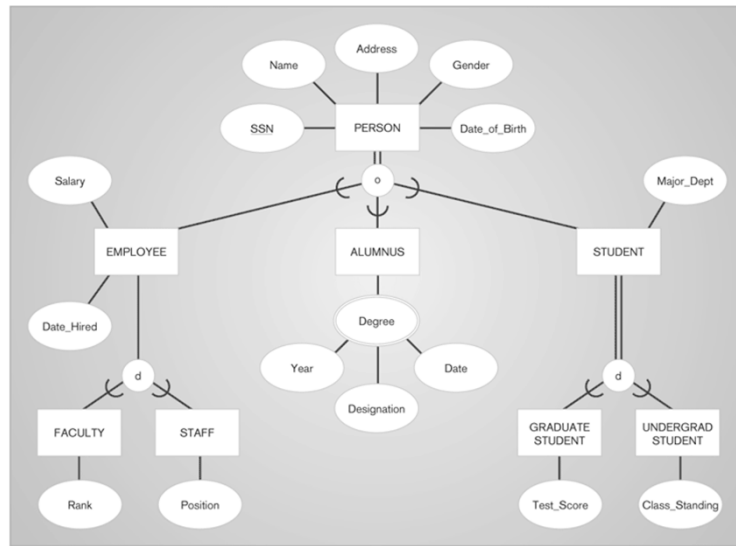 Address
Name
Gender
SSN
PERSON
Date_of_Birth
o
Salary
Major_Dept
EMPLOYEE
ALUMNUS
STUDENT
Date_Hired
Degree
Year
Date
Designation
d
d
FACULTY
STAFF
GRADUATE
STUDENT
UNDERGRAD
STUDENT
Rank
Position
Test_Score
Class_Standing